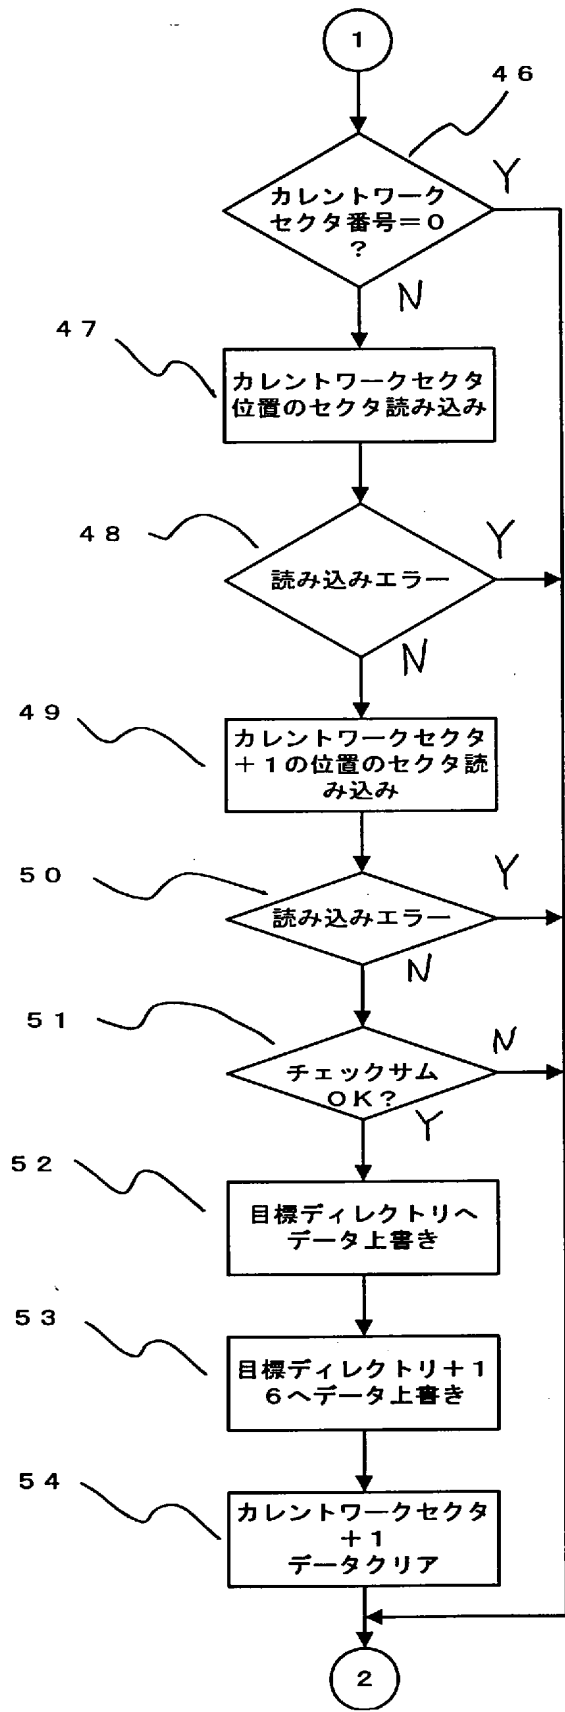 1
４６
Y
カレントワーク
セクタ番号＝０
？
N
４７
カレントワークセクタ
位置のセクタ読み込み
４８
Y
読み込みエラー
N
４９
カレントワークセクタ
＋１の位置のセクタ読
み込み
５０
Y
読み込みエラー
N
５１
N
チェックサム
ＯＫ？
Y
５２
目標ディレクトリへ
データ上書き
５３
目標ディレクトリ＋１
６へデータ上書き
５４
カレントワークセクタ
＋１
データクリア
2